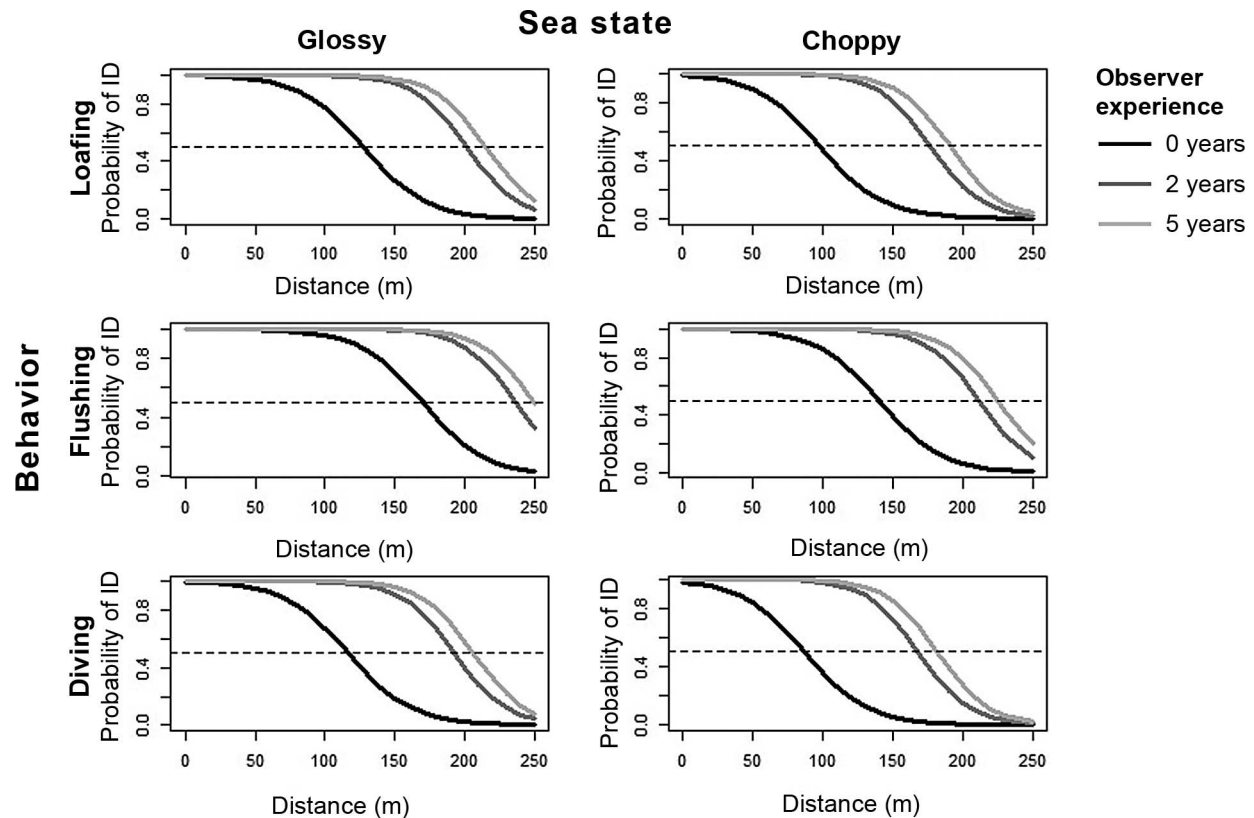 Sea state
Glossy
Choppy
Observer
experience
0 years
2 years
5 years
Behavior
Loafing
Probability of ID
0.0 0.4 0.8
0 50 100 150 200 250
Distance (m)
Probability of ID
0.0 0.4 0.8
0 50 100 150 200 250
Distance (m)
Flushing
Probability of ID
0.0 0.4 0.8
0 50 100 150 200 250
Distance (m)
Probability of ID
0.0 0.4 0.8
0 50 100 150 200 250
Distance (m)
Diving
Probability of ID
0.0 0.4 0.8
0 50 100 150 200 250
Distance (m)
Probability of ID
0.0 0.4 0.8
0 50 100 150 200 250
Distance (m)